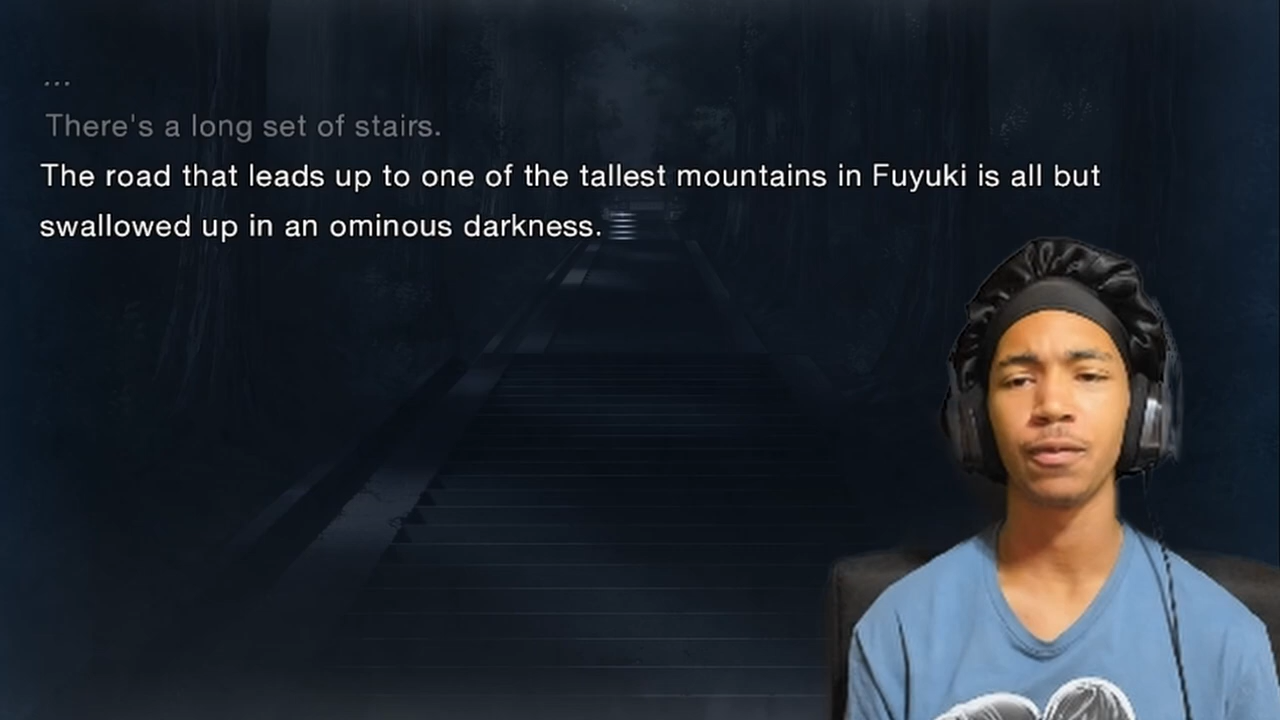 ...
There's a long set of stairs.
The road that leads up to one of the tallest mountains in Fuyuki is all but
swallowed up in an ominous darkness.